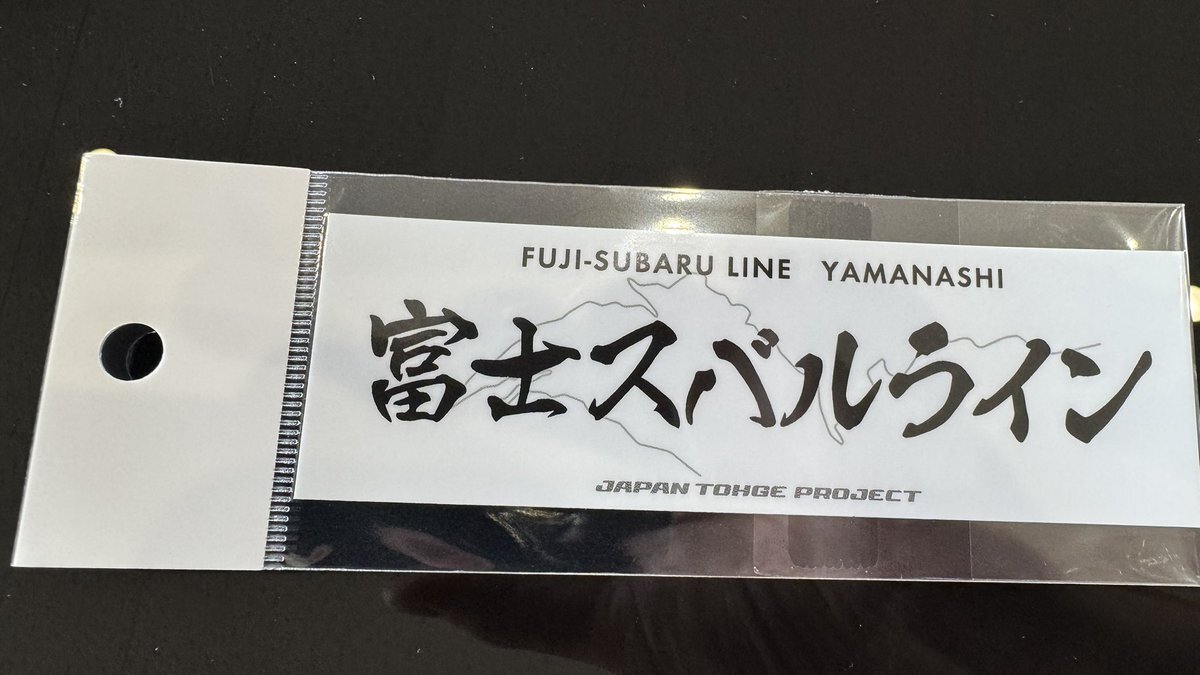 FUJI-SUBARU LINE YAMANASHI
富士スバルライン
JAPAN TOHGE PROJECT